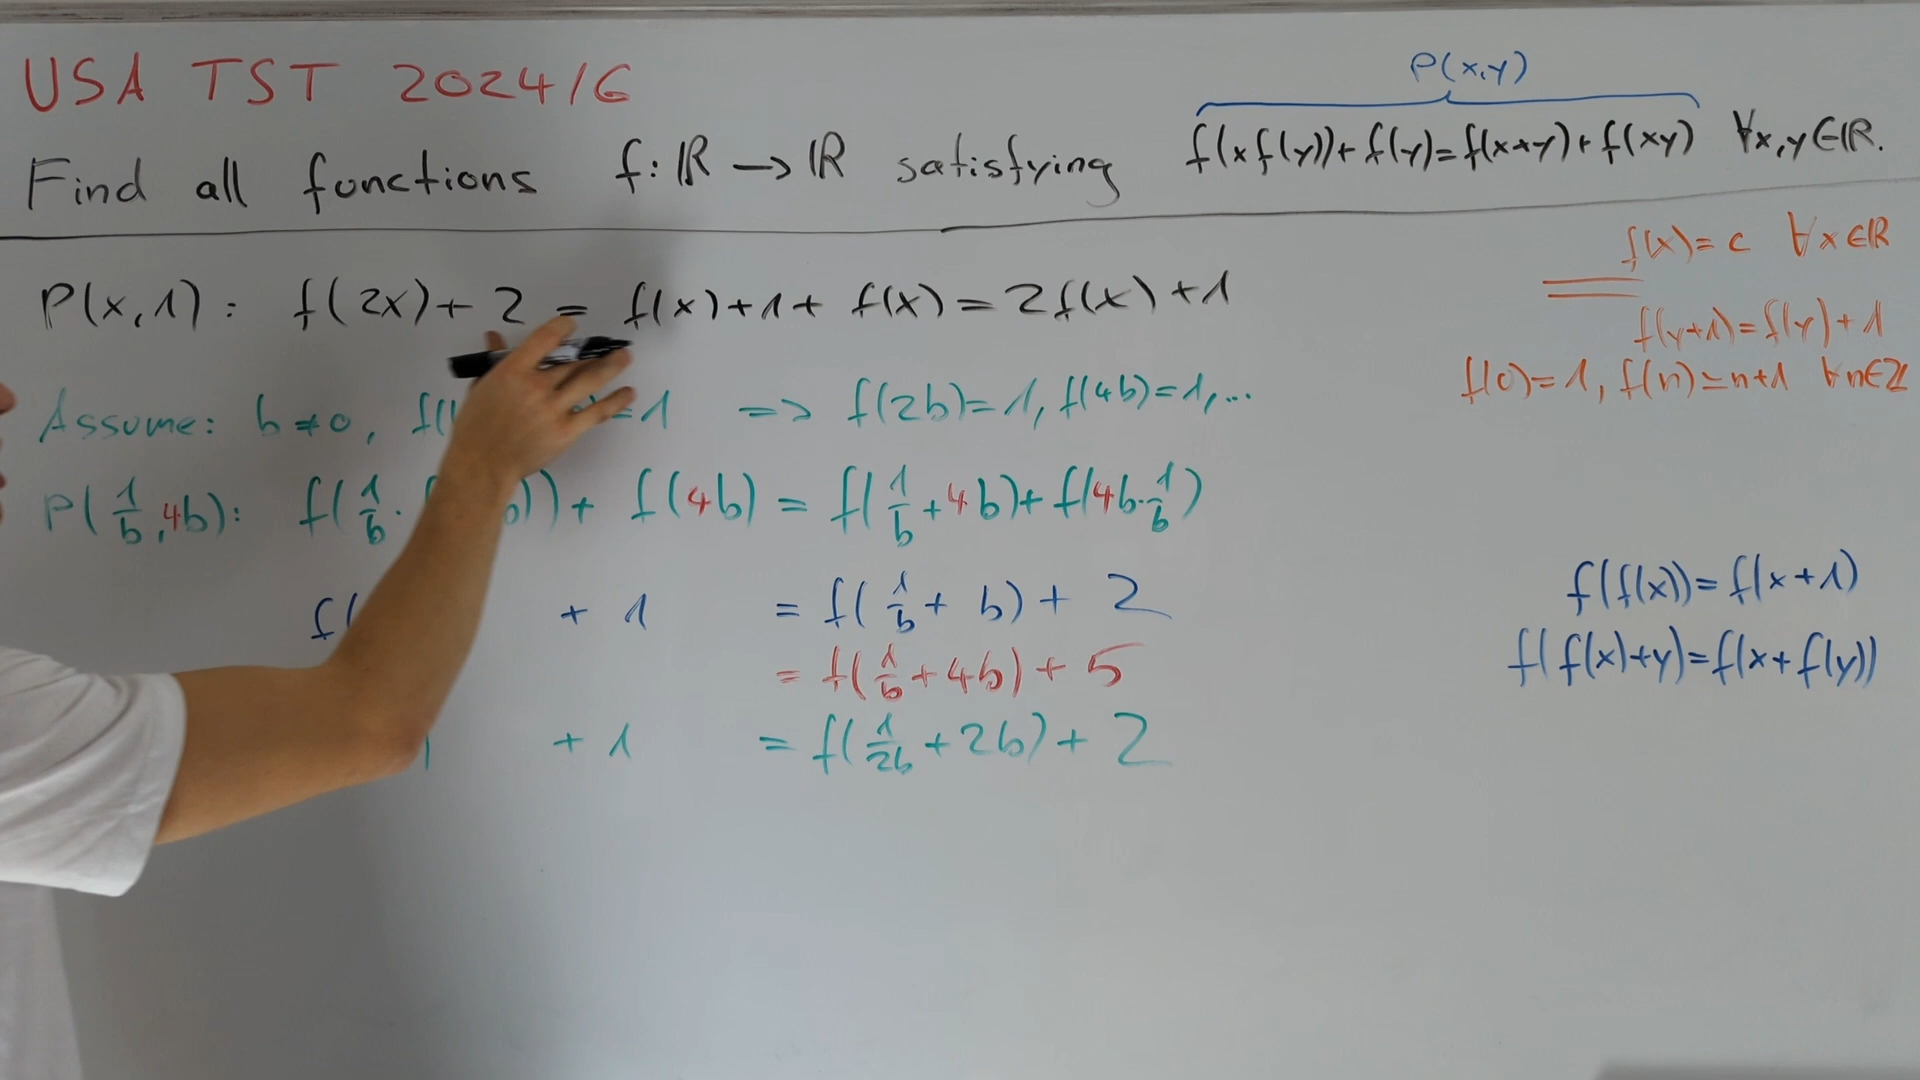 USA TST 2024/6
P(x,y)
Find all functions f: ℝ → ℝ satisfying f(xf(y))+f(y)=f(x+y)+f(xy) ∀x,y∈ℝ.
f(x)=c ∀x∈ℝ
P(x,1): f(2x)+2 = f(x)+1+f(x)=2f(x)+1
f(y+1)=f(y)+1
f(0)=1, f(n)=n+1 ∀n∈ℤ
Assume: b≠0, =1 => f(2b)=1, f(4b)=1,...
P(1/b,4b): f(1/b· b))+ f(4b) = f(1/b+4b)+f(4b·1/b)
f(f(x))=f(x+1)
f( + 1 = f(1/b+ b)+ 2
f(f(x)+y)=f(x+f(y))
= f(1/b+4b)+5
+ 1 = f(1/2b+2b)+2